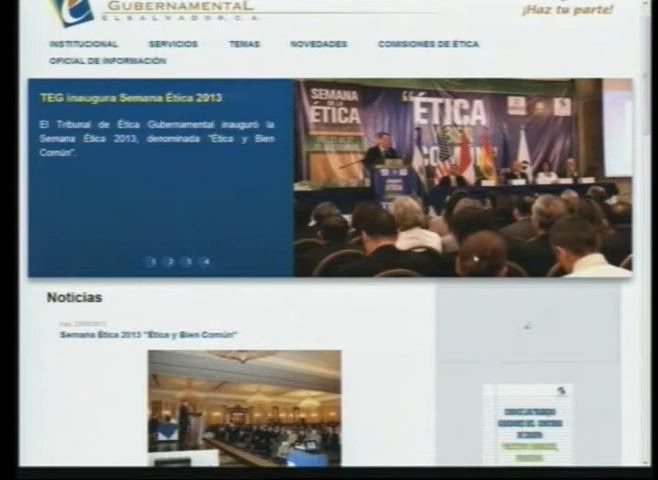 GUBERNAMENTAL
EL SALVADOR, C.A.
¡Haz tu parte!
INSTITUCIONAL SERVICIOS TEMAS NOVEDADES COMISIONES DE ÉTICA
OFICIAL DE INFORMACIÓN
TEG inaugura Semana Ética 2013
El Tribunal de Ética Gubernamental inauguró la
Semana Ética 2013, denominada "Ética y Bien
Común".
SEMANA
ÉTICA
"ÉTICA
1 2 3 4
Noticias
Semana Ética 2013 "Ética y Bien Común"